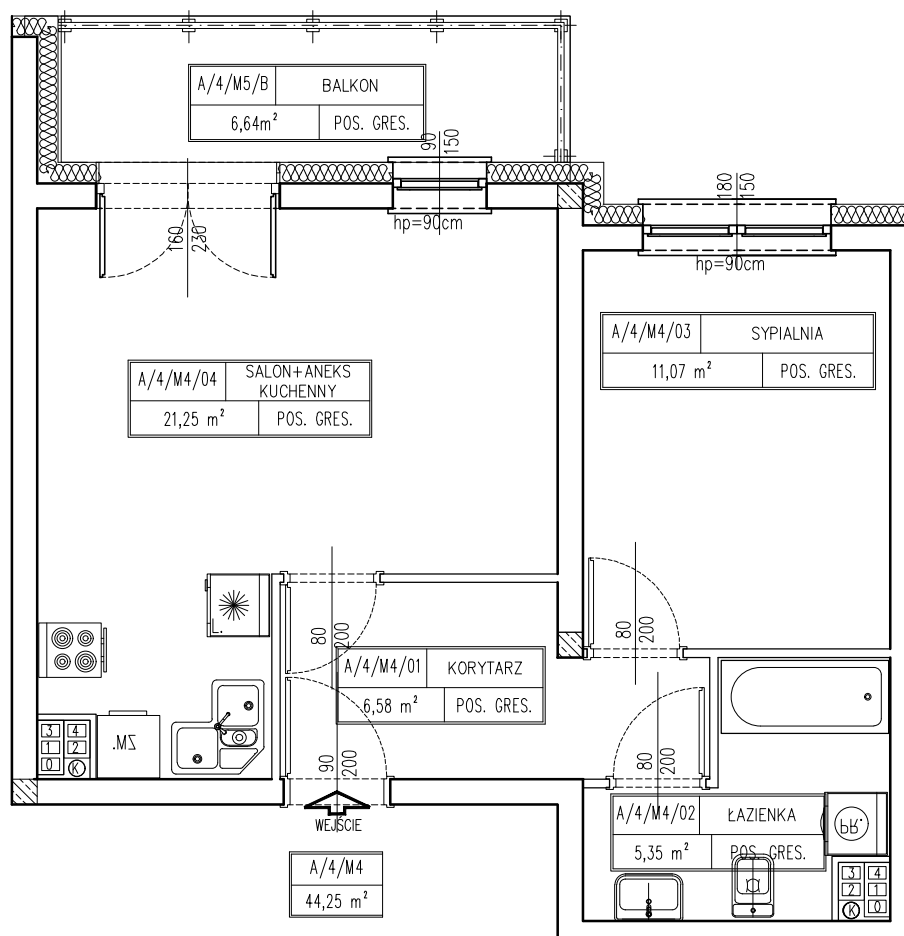 A/4/M5/B BALKON
6,64m² POS. GRES.
90
150
180
150
hp=90cm
hp=90cm
160
230
A/4/M4/03 SYPIALNIA
11,07 m² POS. GRES.
A/4/M4/04 SALON+ANEKS
KUCHENNY
21,25 m² POS. GRES.
80
200
80
200
A/4/M4/01 KORYTARZ
6,58 m² POS. GRES.
3 4
1 2
0 K
ZM.
90
200
80
200
WEJŚCIE
A/4/M4/02 ŁAZIENKA
5,35 m² POS. GRES.
PR.
A/4/M4
44,25 m²
3 4
2 1
K 0